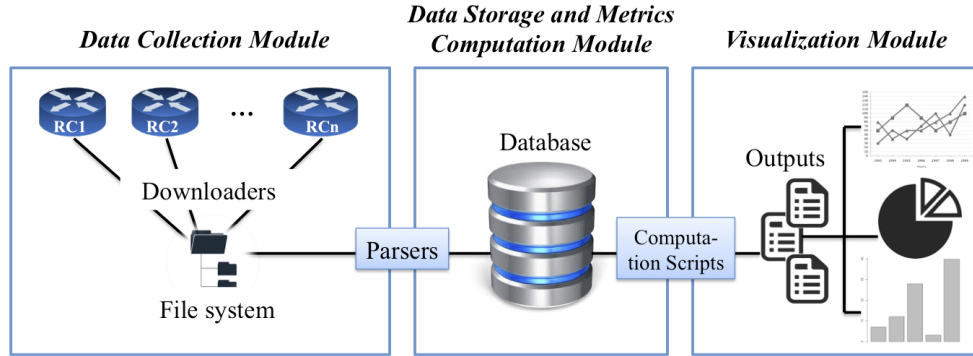 Data Collection Module
Data Storage and Metrics
Computation Module
Visualization Module
RC1
RC2
...
RCn
Downloaders
File system
Parsers
Database
Computa-
tion Scripts
Outputs